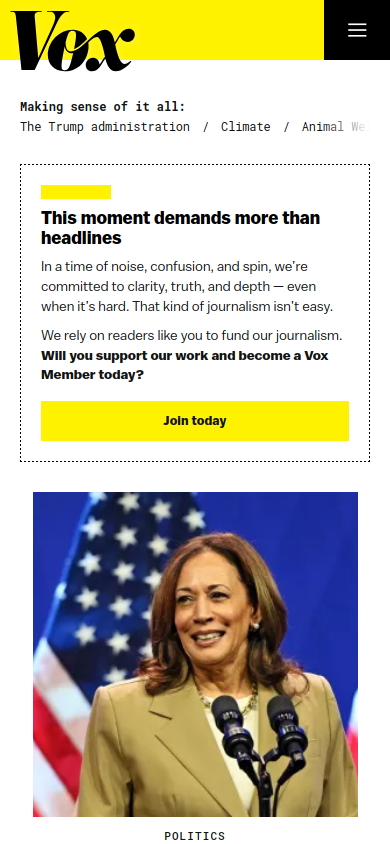 Vox
Making sense of it all:
The Trump administration / Climate / Animal We
This moment demands more than
headlines
In a time of noise, confusion, and spin, we’re
committed to clarity, truth, and depth — even
when it’s hard. That kind of journalism isn’t easy.
We rely on readers like you to fund our journalism.
Will you support our work and become a Vox
Member today?
Join today
POLITICS